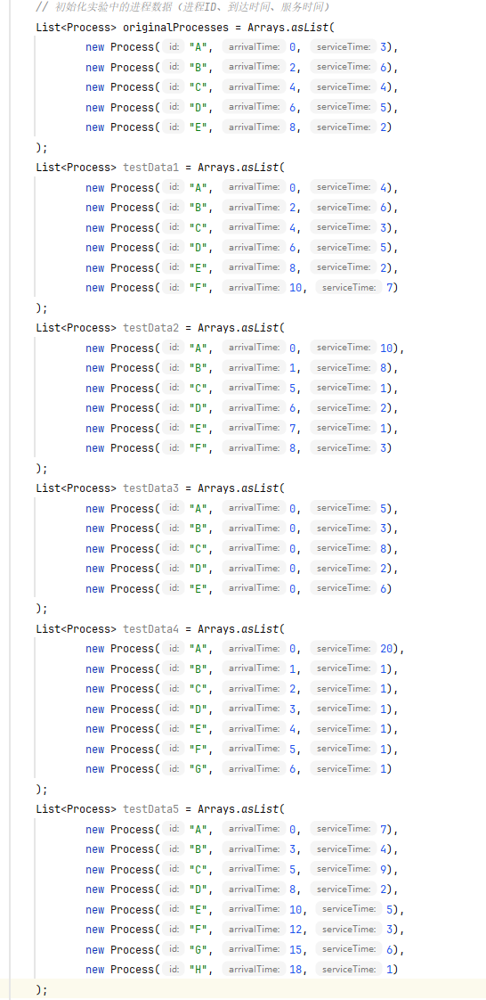 // 初始化实验中的进程数据（进程ID、到达时间、服务时间）
List<Process> originalProcesses = Arrays.asList(
new Process( id: "A", arrivalTime: 0, serviceTime: 3),
new Process( id: "B", arrivalTime: 2, serviceTime: 6),
new Process( id: "C", arrivalTime: 4, serviceTime: 4),
new Process( id: "D", arrivalTime: 6, serviceTime: 5),
new Process( id: "E", arrivalTime: 8, serviceTime: 2)
);
List<Process> testData1 = Arrays.asList(
new Process( id: "A", arrivalTime: 0, serviceTime: 4),
new Process( id: "B", arrivalTime: 2, serviceTime: 6),
new Process( id: "C", arrivalTime: 4, serviceTime: 3),
new Process( id: "D", arrivalTime: 6, serviceTime: 5),
new Process( id: "E", arrivalTime: 8, serviceTime: 2),
new Process( id: "F", arrivalTime: 10, serviceTime: 7)
);
List<Process> testData2 = Arrays.asList(
new Process( id: "A", arrivalTime: 0, serviceTime: 10),
new Process( id: "B", arrivalTime: 1, serviceTime: 8),
new Process( id: "C", arrivalTime: 5, serviceTime: 1),
new Process( id: "D", arrivalTime: 6, serviceTime: 2),
new Process( id: "E", arrivalTime: 7, serviceTime: 1),
new Process( id: "F", arrivalTime: 8, serviceTime: 3)
);
List<Process> testData3 = Arrays.asList(
new Process( id: "A", arrivalTime: 0, serviceTime: 5),
new Process( id: "B", arrivalTime: 0, serviceTime: 3),
new Process( id: "C", arrivalTime: 0, serviceTime: 8),
new Process( id: "D", arrivalTime: 0, serviceTime: 2),
new Process( id: "E", arrivalTime: 0, serviceTime: 6)
);
List<Process> testData4 = Arrays.asList(
new Process( id: "A", arrivalTime: 0, serviceTime: 20),
new Process( id: "B", arrivalTime: 1, serviceTime: 1),
new Process( id: "C", arrivalTime: 2, serviceTime: 1),
new Process( id: "D", arrivalTime: 3, serviceTime: 1),
new Process( id: "E", arrivalTime: 4, serviceTime: 1),
new Process( id: "F", arrivalTime: 5, serviceTime: 1),
new Process( id: "G", arrivalTime: 6, serviceTime: 1)
);
List<Process> testData5 = Arrays.asList(
new Process( id: "A", arrivalTime: 0, serviceTime: 7),
new Process( id: "B", arrivalTime: 3, serviceTime: 4),
new Process( id: "C", arrivalTime: 5, serviceTime: 9),
new Process( id: "D", arrivalTime: 8, serviceTime: 2),
new Process( id: "E", arrivalTime: 10, serviceTime: 5),
new Process( id: "F", arrivalTime: 12, serviceTime: 3),
new Process( id: "G", arrivalTime: 15, serviceTime: 6),
new Process( id: "H", arrivalTime: 18, serviceTime: 1)
);